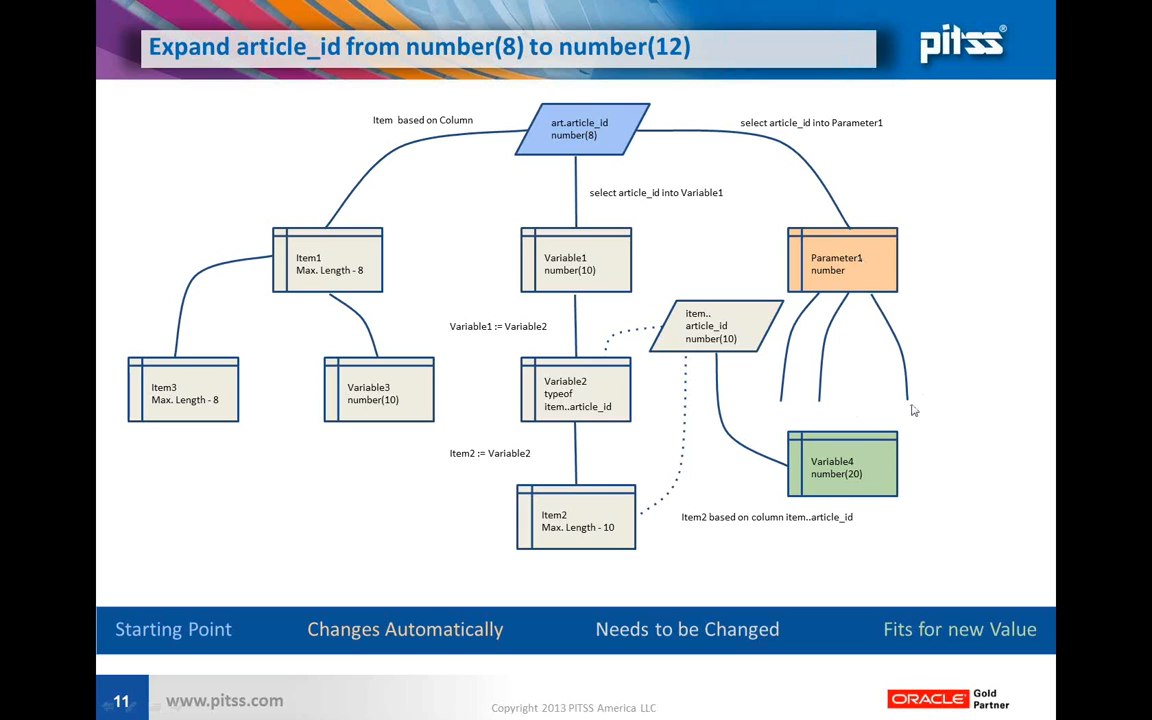 Expand article_id from number(8) to number(12)
pitss®
Item based on Column
art.article_id
number(8)
select article_id into Parameter1
select article_id into Variable1
Item1
Max. Length - 8
Variable1
number(10)
Parameter1
number
Variable1 := Variable2
item..
article_id
number(10)
Item3
Max. Length - 8
Variable3
number(10)
Variable2
typeof
item..article_id
Item2 := Variable2
Variable4
number(20)
Item2
Max. Length - 10
Item2 based on column item..article_id
Starting Point
Changes Automatically
Needs to be Changed
Fits for new Value
11
www.pitss.com
Copyright 2013 PITSS America LLC
ORACLE
Gold
Partner